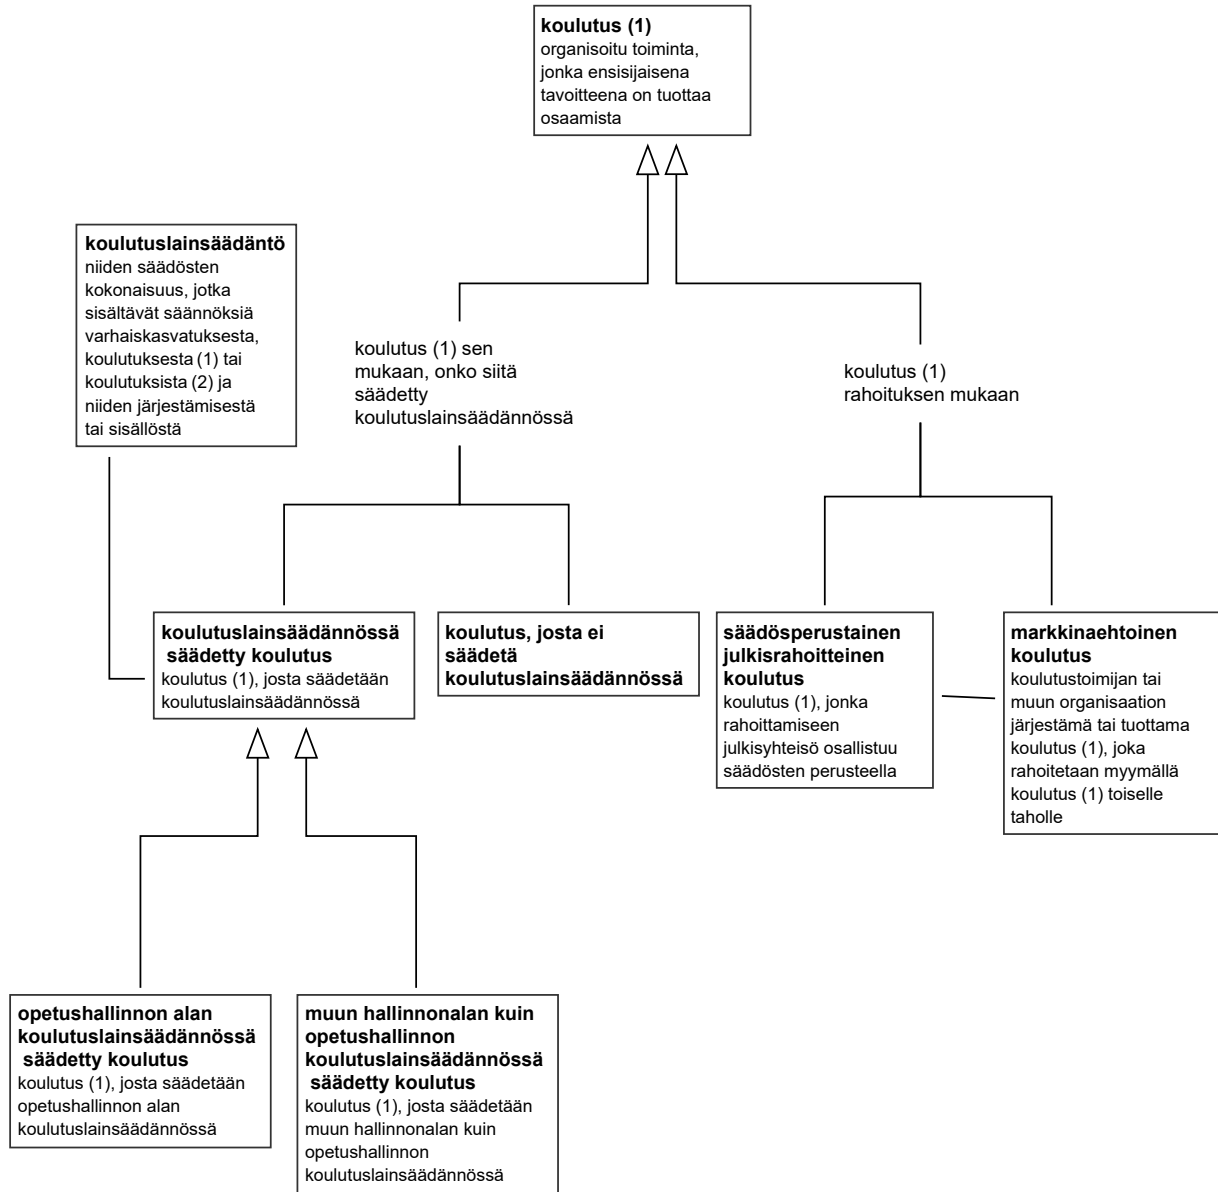 koulutus (1)
organisoitu toiminta,
jonka ensisijaisena
tavoitteena on tuottaa
osaamista
koulutuslainsäädäntö
niiden säädösten
kokonaisuus, jotka
sisältävät säännöksiä
varhaiskasvatuksesta,
koulutuksesta (1) tai
koulutuksista (2) ja
niiden järjestämisestä
tai sisällöstä
koulutus (1) sen
mukaan, onko siitä
säädetty
koulutuslainsäädännössä
koulutus (1)
rahoituksen mukaan
koulutuslainsäädännössä
säädetty koulutus
koulutus (1), josta säädetään
koulutuslainsäädännössä
koulutus, josta ei
säädetä
koulutuslainsäädännössä
säädösperustainen
julkisrahoitteinen
koulutus
koulutus (1), jonka
rahoittamiseen
julkisyhteisö osallistuu
säädösten perusteella
markkinaehtoinen
koulutus
koulutustoimijan tai
muun organisaation
järjestämä tai tuottama
koulutus (1), joka
rahoitetaan myymällä
koulutus (1) toiselle
taholle
opetushallinnon alan
koulutuslainsäädännössä
säädetty koulutus
koulutus (1), josta säädetään
opetushallinnon alan
koulutuslainsäädännössä
muun hallinnonalan kuin
opetushallinnon
koulutuslainsäädännössä
säädetty koulutus
koulutus (1), josta säädetään
muun hallinnonalan kuin
opetushallinnon
koulutuslainsäädännössä